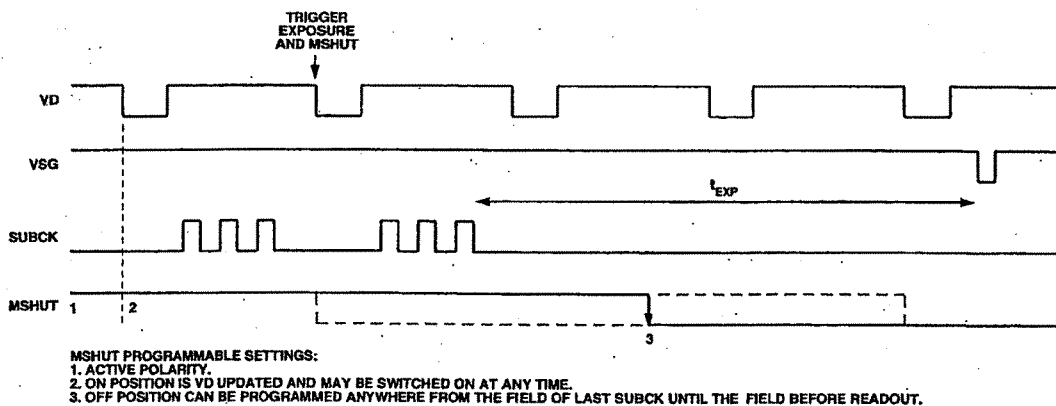 TRIGGER
EXPOSURE
AND MSHUT
VD
VSG
tEXP
SUBCK
MSHUT 1 2
3
MSHUT PROGRAMMABLE SETTINGS:
1. ACTIVE POLARITY.
2. ON POSITION IS VD UPDATED AND MAY BE SWITCHED ON AT ANY TIME.
3. OFF POSITION CAN BE PROGRAMMED ANYWHERE FROM THE FIELD OF LAST SUBCK UNTIL THE FIELD BEFORE READOUT.